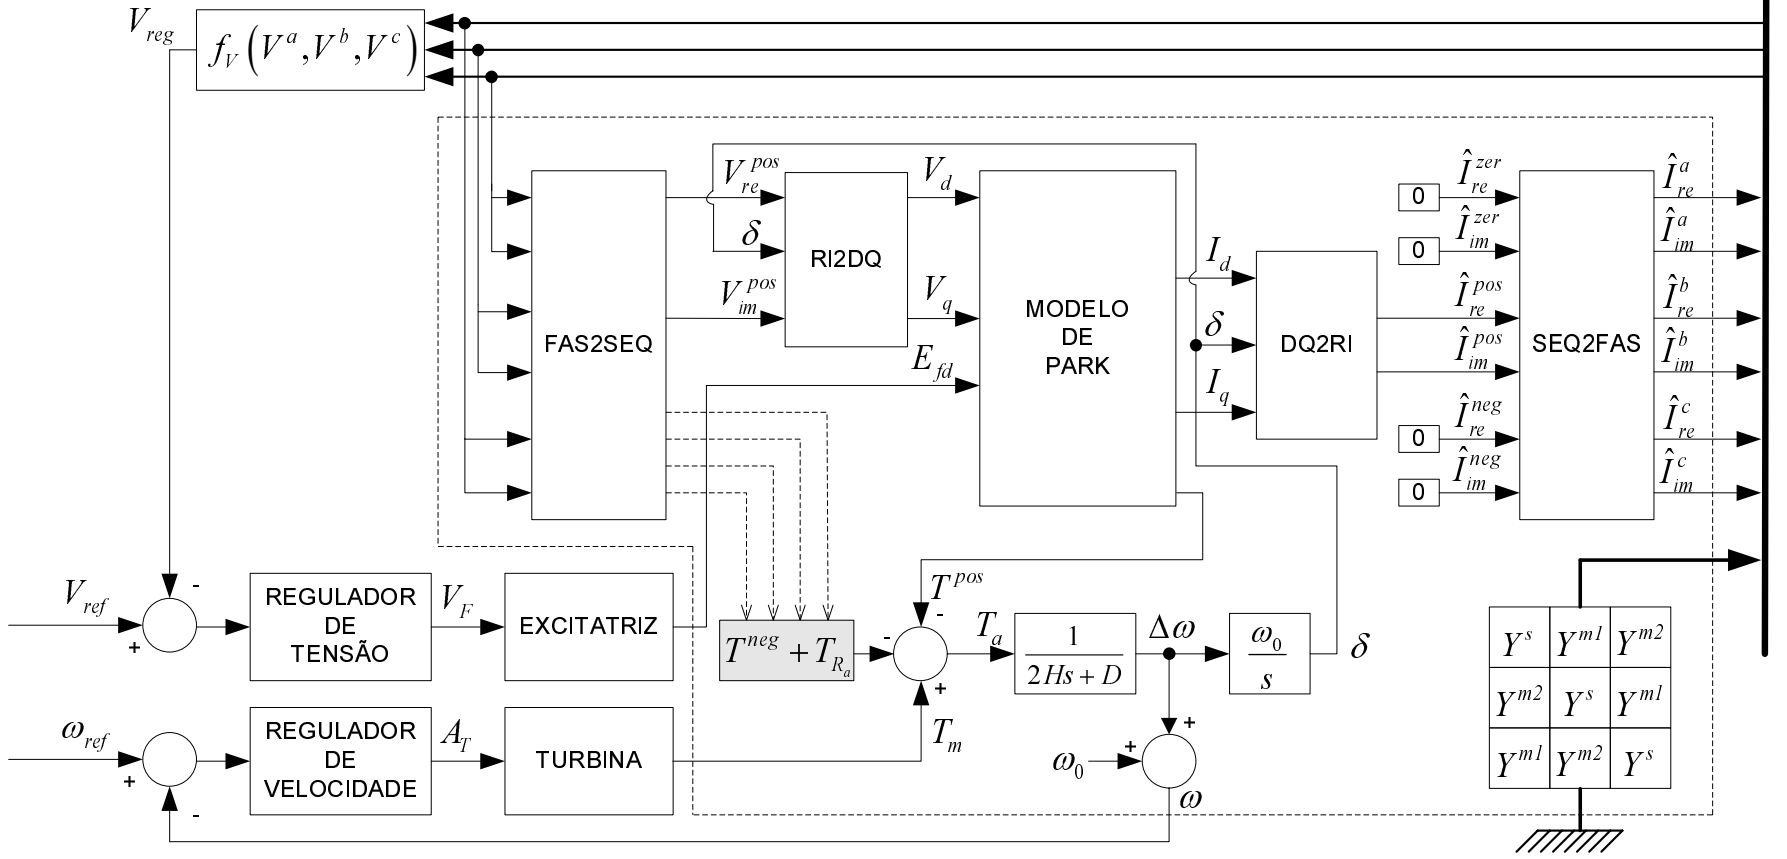 V_reg
f_V (V^a, V^b, V^c)
FAS2SEQ
V_re^pos
δ
V_im^pos
RI2DQ
V_d
V_q
E_fd
MODELO
DE
PARK
I_d
δ
I_q
DQ2RI
0
0
0
0
Î_re^zer
Î_im^zer
Î_re^pos
Î_im^pos
Î_re^neg
Î_im^neg
SEQ2FAS
Î_re^a
Î_im^a
Î_re^b
Î_im^b
Î_re^c
Î_im^c
V_ref
+
-
REGULADOR
DE
TENSÃO
V_F
EXCITATRIZ
T^neg + T_Ra
T^pos
-
-
+
T_a
1
2Hs + D
Δω
ω_0
s
δ
ω_ref
+
-
REGULADOR
DE
VELOCIDADE
A_T
TURBINA
T_m
ω_0
+
+
ω
Y^s Y^m1 Y^m2
Y^m2 Y^s Y^m1
Y^m1 Y^m2 Y^s